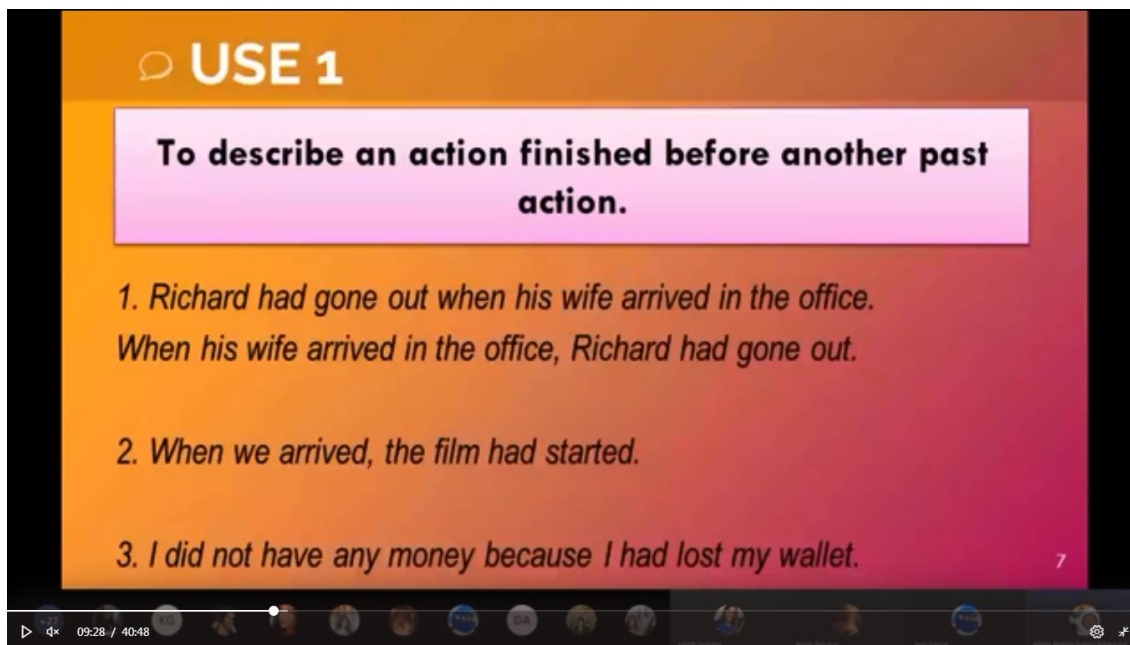 USE 1
To describe an action finished before another past
action.
1. Richard had gone out when his wife arrived in the office.
When his wife arrived in the office, Richard had gone out.
2. When we arrived, the film had started.
3. I did not have any money because I had lost my wallet.
7
+27 KG DA
09:28 / 40:48